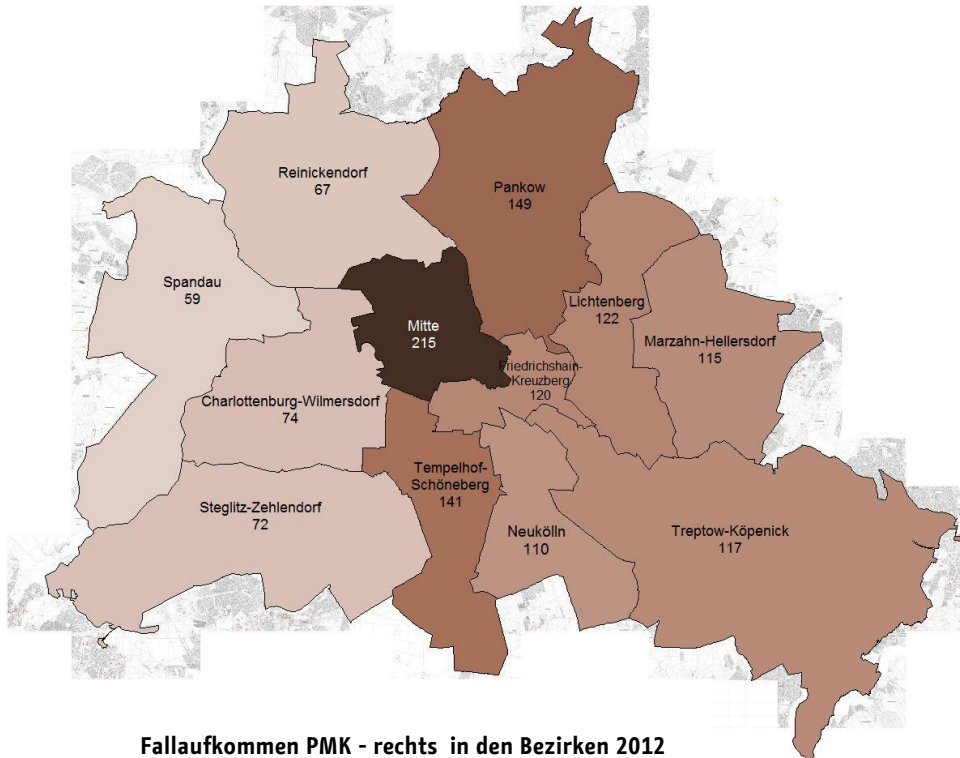 Reinickendorf
67
Pankow
149
Spandau
59
Lichtenberg
122
Mitte
215
Marzahn-Hellersdorf
115
Friedrichshain-
Kreuzberg
120
Charlottenburg-Wilmersdorf
74
Tempelhof-
Schöneberg
141
Steglitz-Zehlendorf
72
Neukölln
110
Treptow-Köpenick
117
Fallaufkommen PMK - rechts in den Bezirken 2012